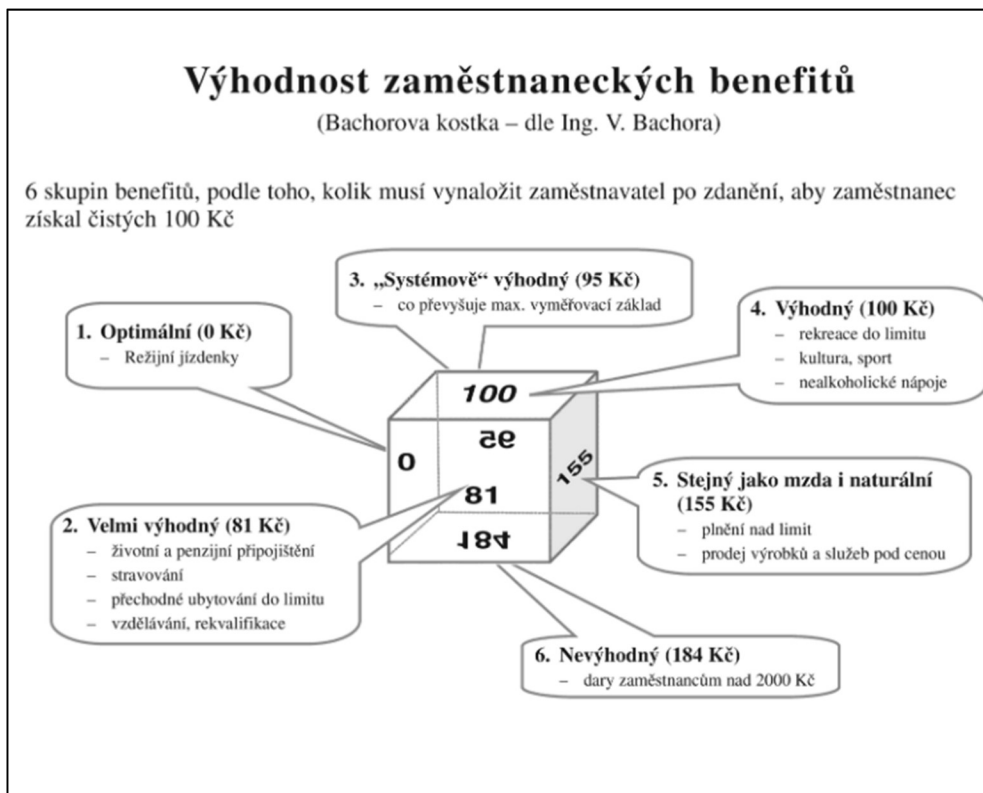 Výhodnost zaměstnaneckých benefitů
(Bachorova kostka – dle Ing. V. Bachora)
6 skupin benefitů, podle toho, kolik musí vynaložit zaměstnavatel po zdanění, aby zaměstnanec
získal čistých 100 Kč
3. „Systémově“ výhodný (95 Kč)
– co převyšuje max. vyměřovací základ
1. Optimální (0 Kč)
– Režijní jízdenky
4. Výhodný (100 Kč)
– rekreace do limitu
– kultura, sport
– nealkoholické nápoje
100
95
0
155
81
184
5. Stejný jako mzda i naturální
(155 Kč)
– plnění nad limit
– prodej výrobků a služeb pod cenou
2. Velmi výhodný (81 Kč)
– životní a penzijní připojištění
– stravování
– přechodné ubytování do limitu
– vzdělávání, rekvalifikace
6. Nevýhodný (184 Kč)
– dary zaměstnancům nad 2000 Kč